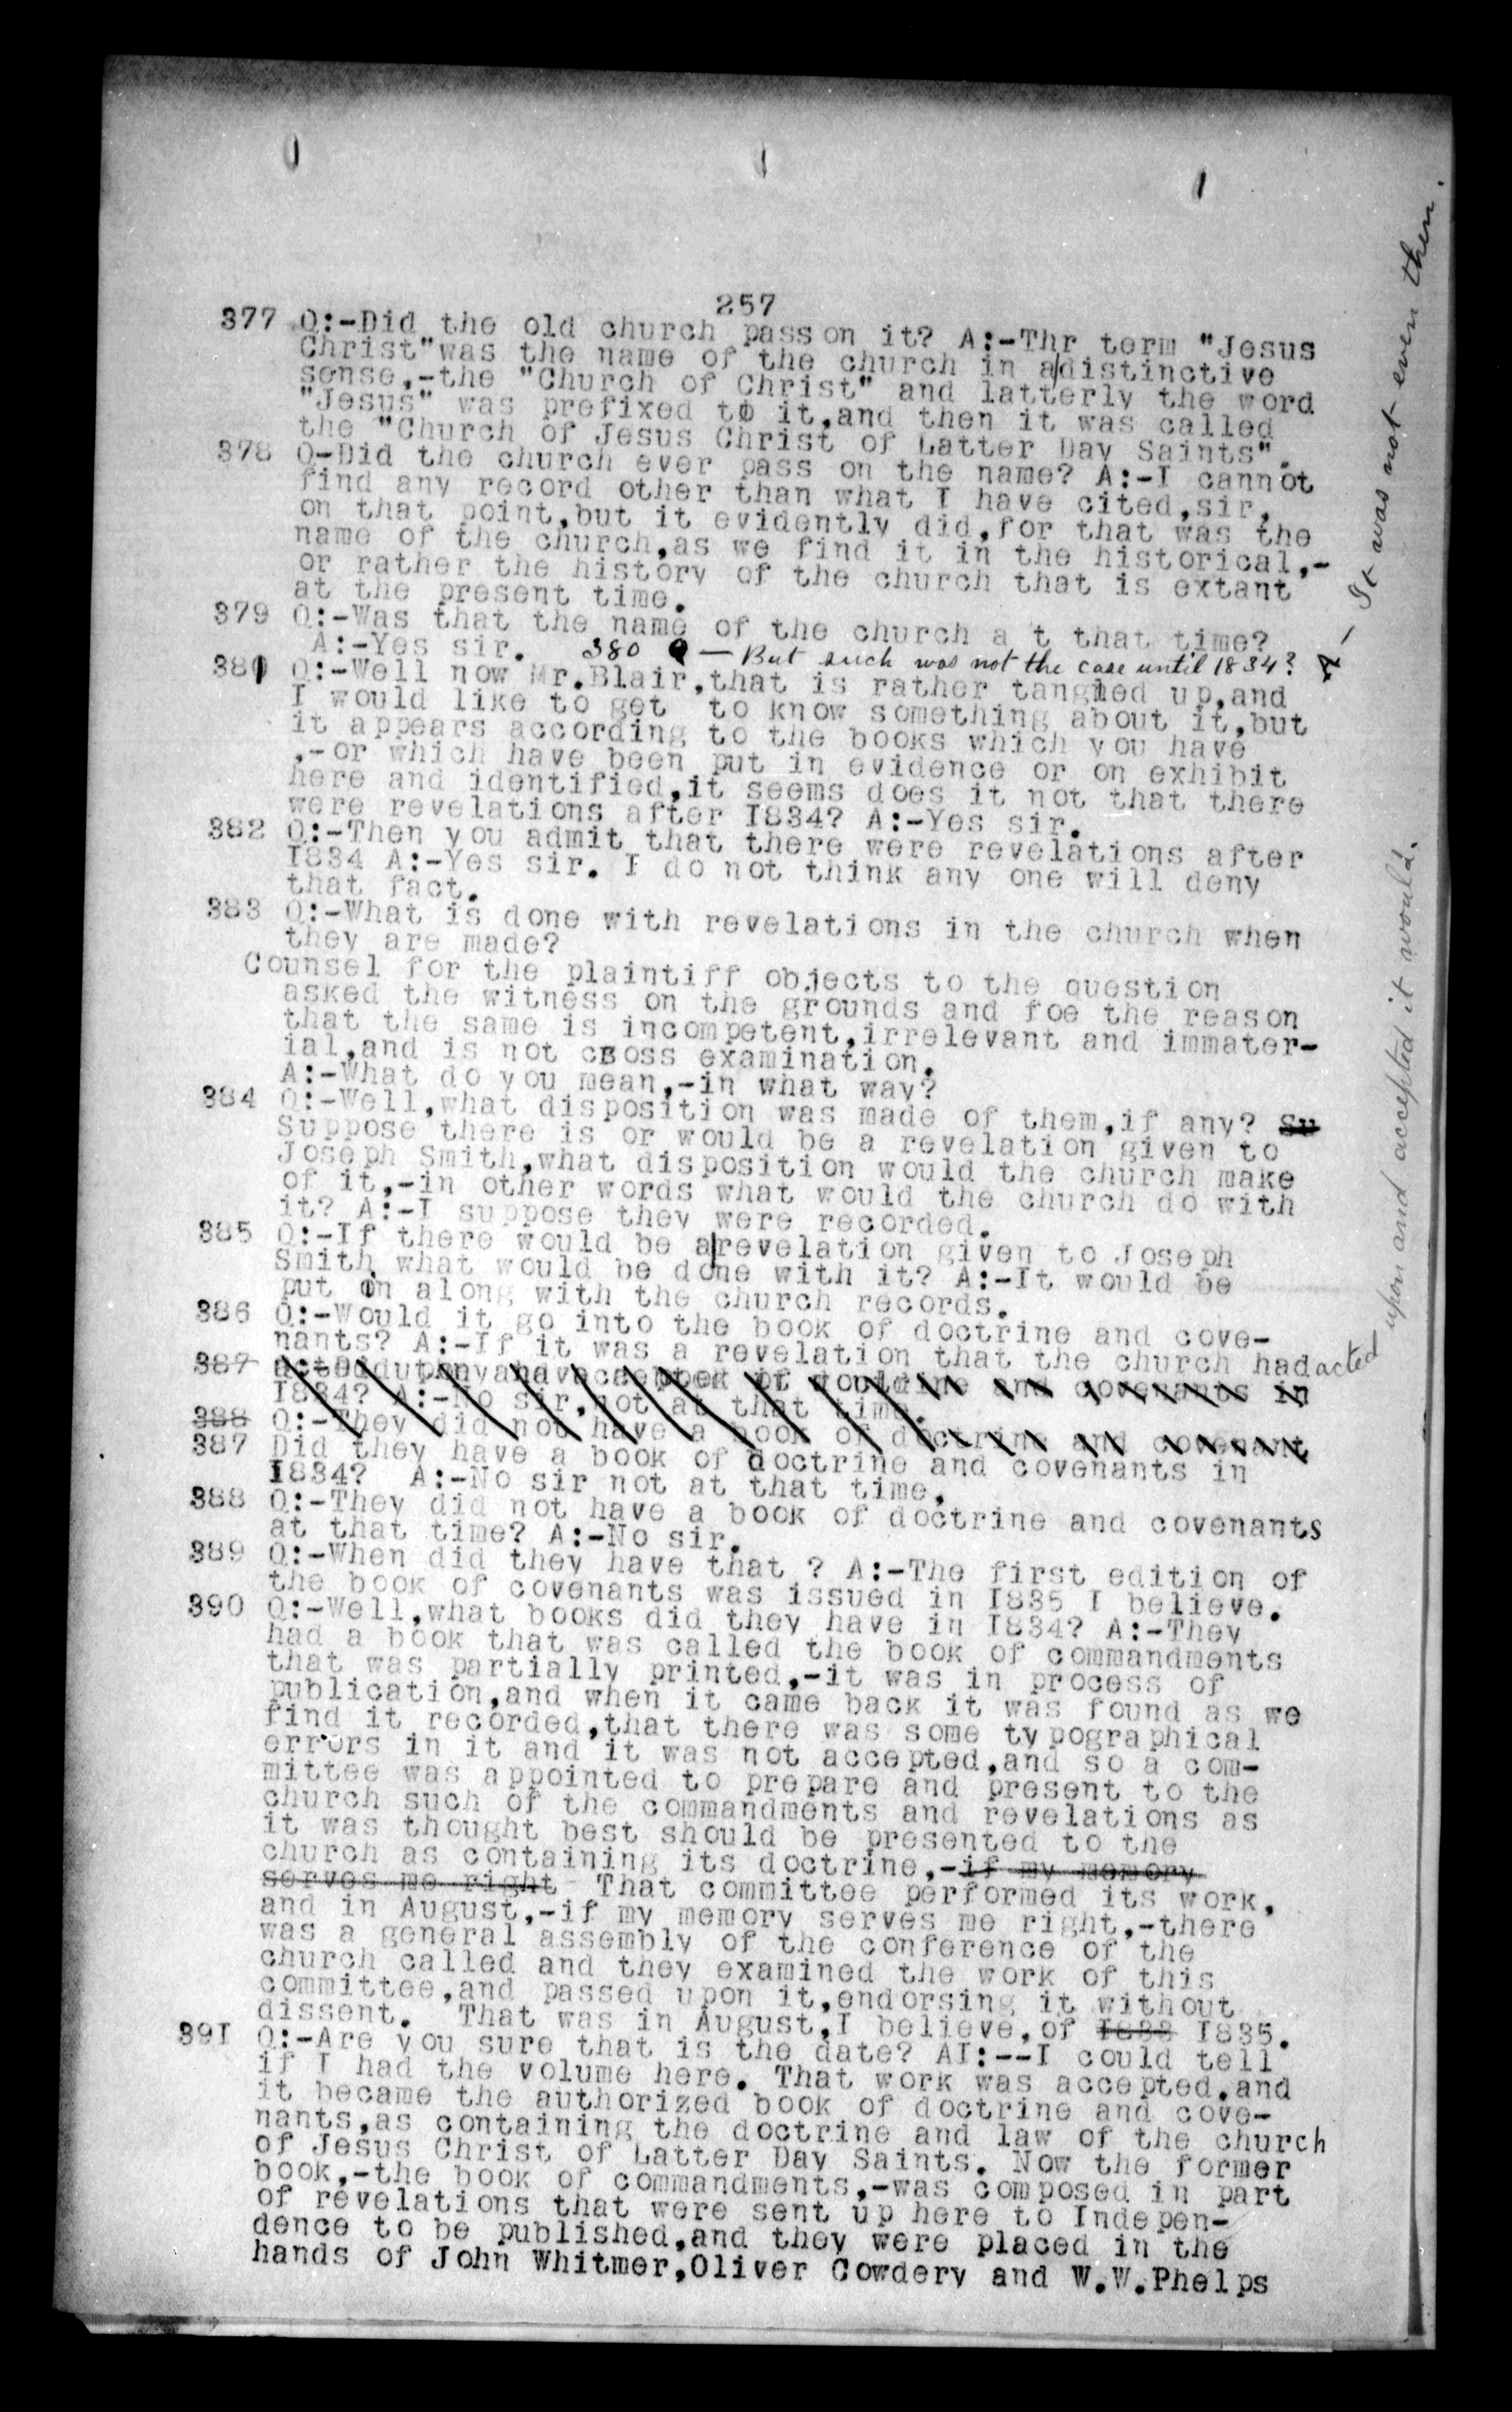 257
377 Q:-Did the old church pass on it? A:-Thr term "Jesus
Christ"was the name of the church in a distinctive
sense,-the "Church of Christ" and latterly the word
"Jesus" was prefixed to it,and then it was called
the "Church of Jesus Christ of Latter Day Saints".
378 Q-Did the church ever pass on the name? A:-I cannot
find any record other than what I have cited,sir,
on that point,but it evidently did,for that was the
name of the church,as we find it in the historical,-
or rather the history of the church that is extant
at the present time.
379 Q:-Was that the name of the church a t that time?
A:-Yes sir. 380 Q — But such was not the case until 1834? A — It was not even then.
381 Q:-Well now Mr.Blair,that is rather tangled up,and
I would like to get to know something about it,but
it appears according to the books which you have
,-or which have been put in evidence or on exhibit
here and identified,it seems does it not that there
were revelations after I834? A:-Yes sir.
382 Q:-Then you admit that there were revelations after
I834 A:-Yes sir. I do not think any one will deny
that fact.
383 Q:-What is done with revelations in the church when
they are made?
Counsel for the plaintiff objects to the question
asked the witness on the grounds and foe the reason
that the same is incompetent,irrelevant and immater-
ial,and is not cross examination.
A:-What do you mean,-in what way?
384 Q:-Well,what disposition was made of them,if any? Su
Suppose there is or would be a revelation given to
Joseph Smith,what disposition would the church make
of it,-in other words what would the church do with
it? A:-I suppose they were recorded.
385 Q:-If there would be a revelation given to Joseph
Smith what would be done with it? A:-It would be
put in along with the church records.
386 Q:-Would it go into the book of doctrine and cove-
nants? A:-If it was a revelation that the church had acted upon and accepted it would.
387 doctrine and covenants in
I834? A:-No sir,not at that time.
388 Q:-They did not have a book of doctrine and covenant
387 Did they have a book of doctrine and covenants in
I834? A:-No sir not at that time.
388 Q:-They did not have a book of doctrine and covenants
at that time? A:-No sir.
389 Q:-When did they have that ? A:-The first edition of
the book of covenants was issued in I835 I believe.
390 Q:-Well,what books did they have in I834? A:-They
had a book that was called the book of commandments
that was partially printed,-it was in process of
publication,and when it came back it was found as we
find it recorded,that there was some typographical
errors in it and it was not accepted,and so a com-
mittee was appointed to prepare and present to the
church such of the commandments and revelations as
it was thought best should be presented to the
church as containing its doctrine,-if my memory
serves me right That committee performed its work,
and in August,-if my memory serves me right,-there
was a general assembly of the conference of the
church called and they examined the work of this
committee,and passed upon it,endorsing it without
dissent. That was in August,I believe,of I833 I835.
391 Q:-Are you sure that is the date? AI:--I could tell
if I had the volume here. That work was accepted,and
it became the authorized book of doctrine and cove-
nants,as containing the doctrine and law of the church
of Jesus Christ of Latter Day Saints. Now the former
book,-the book of commandments,-was composed in part
of revelations that were sent up here to Indepen-
dence to be published,and they were placed in the
hands of John Whitmer,Oliver Cowdery and W.W.Phelps